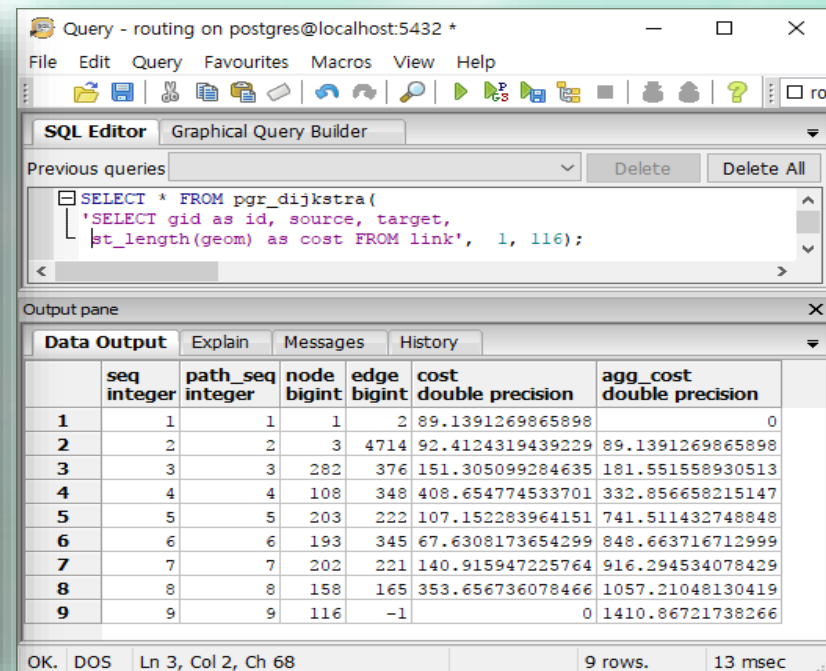 Query - routing on postgres@localhost:5432 *
File Edit Query Favourites Macros View Help
ro
SQL Editor Graphical Query Builder
Previous queries Delete Delete All
SELECT * FROM pgr_dijkstra(
'SELECT gid as id, source, target,
st_length(geom) as cost FROM link', 1, 116);
Output pane
Data Output Explain Messages History
seq path_seq node edge cost agg_cost
integer integer bigint bigint double precision double precision
1 1 1 1 2 89.1391269865898 0
2 2 2 3 4714 92.4124319439229 89.1391269865898
3 3 3 282 376 151.305099284635 181.551558930513
4 4 4 108 348 408.654774533701 332.856658215147
5 5 5 203 222 107.152283964151 741.511432748848
6 6 6 193 345 67.6308173654299 848.663716712999
7 7 7 202 221 140.915947225764 916.294534078429
8 8 8 158 165 353.656736078466 1057.21048130419
9 9 9 116 -1 0 1410.86721738266
OK. DOS Ln 3, Col 2, Ch 68 9 rows. 13 msec